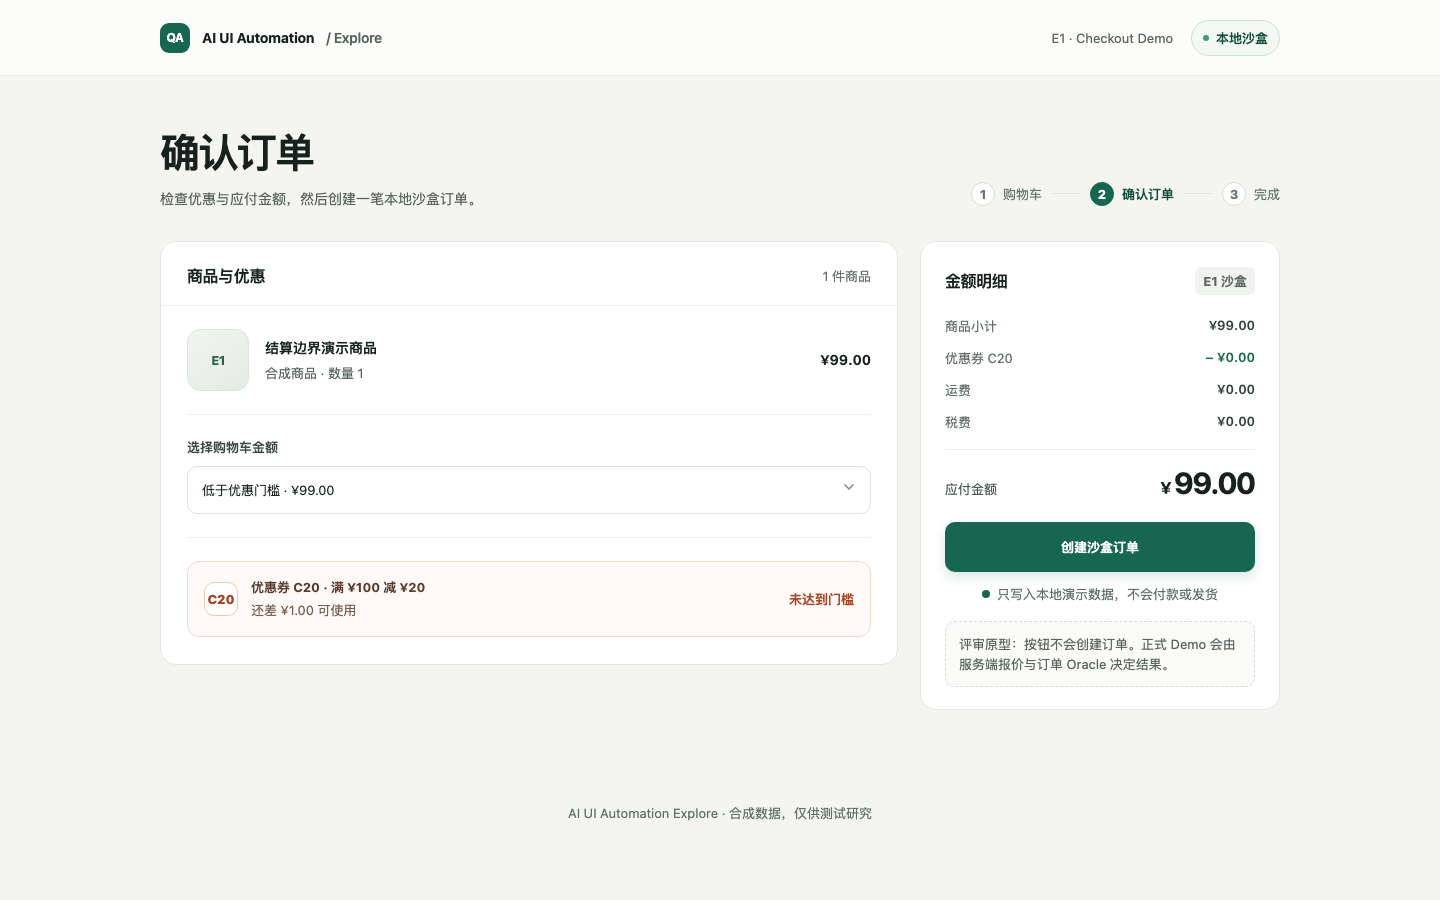 QA AI UI Automation / Explore
E1 · Checkout Demo 本地沙盒
确认订单
检查优惠与应付金额，然后创建一笔本地沙盒订单。
1 购物车 2 确认订单 3 完成
商品与优惠 1 件商品
E1 结算边界演示商品 ¥99.00
合成商品 · 数量 1
选择购物车金额
低于优惠门槛 · ¥99.00
C20 优惠券 C20 · 满 ¥100 减 ¥20
还差 ¥1.00 可使用
未达到门槛
金额明细 E1 沙盒
商品小计 ¥99.00
优惠券 C20 − ¥0.00
运费 ¥0.00
税费 ¥0.00
应付金额 ¥99.00
创建沙盒订单
只写入本地演示数据，不会付款或发货
评审原型：按钮不会创建订单。正式 Demo 会由
服务端报价与订单 Oracle 决定结果。
AI UI Automation Explore · 合成数据，仅供测试研究